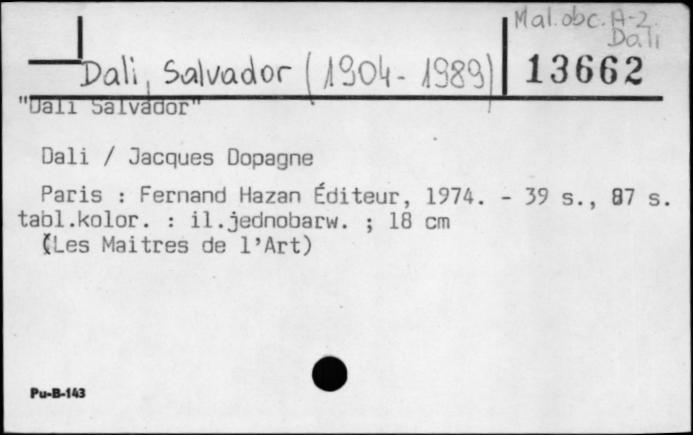 Mal. obc. A-2
Dali
Dali, Salvador (1904-1989)
13662
"Dali Salvador"
Dali / Jacques Dopagne
Paris : Fernand Hazan Éditeur, 1974. - 39 s., 87 s.
tabl.kolor. : il.jednobarw. ; 18 cm
(Les Maitres de l'Art)
Pu-B-143